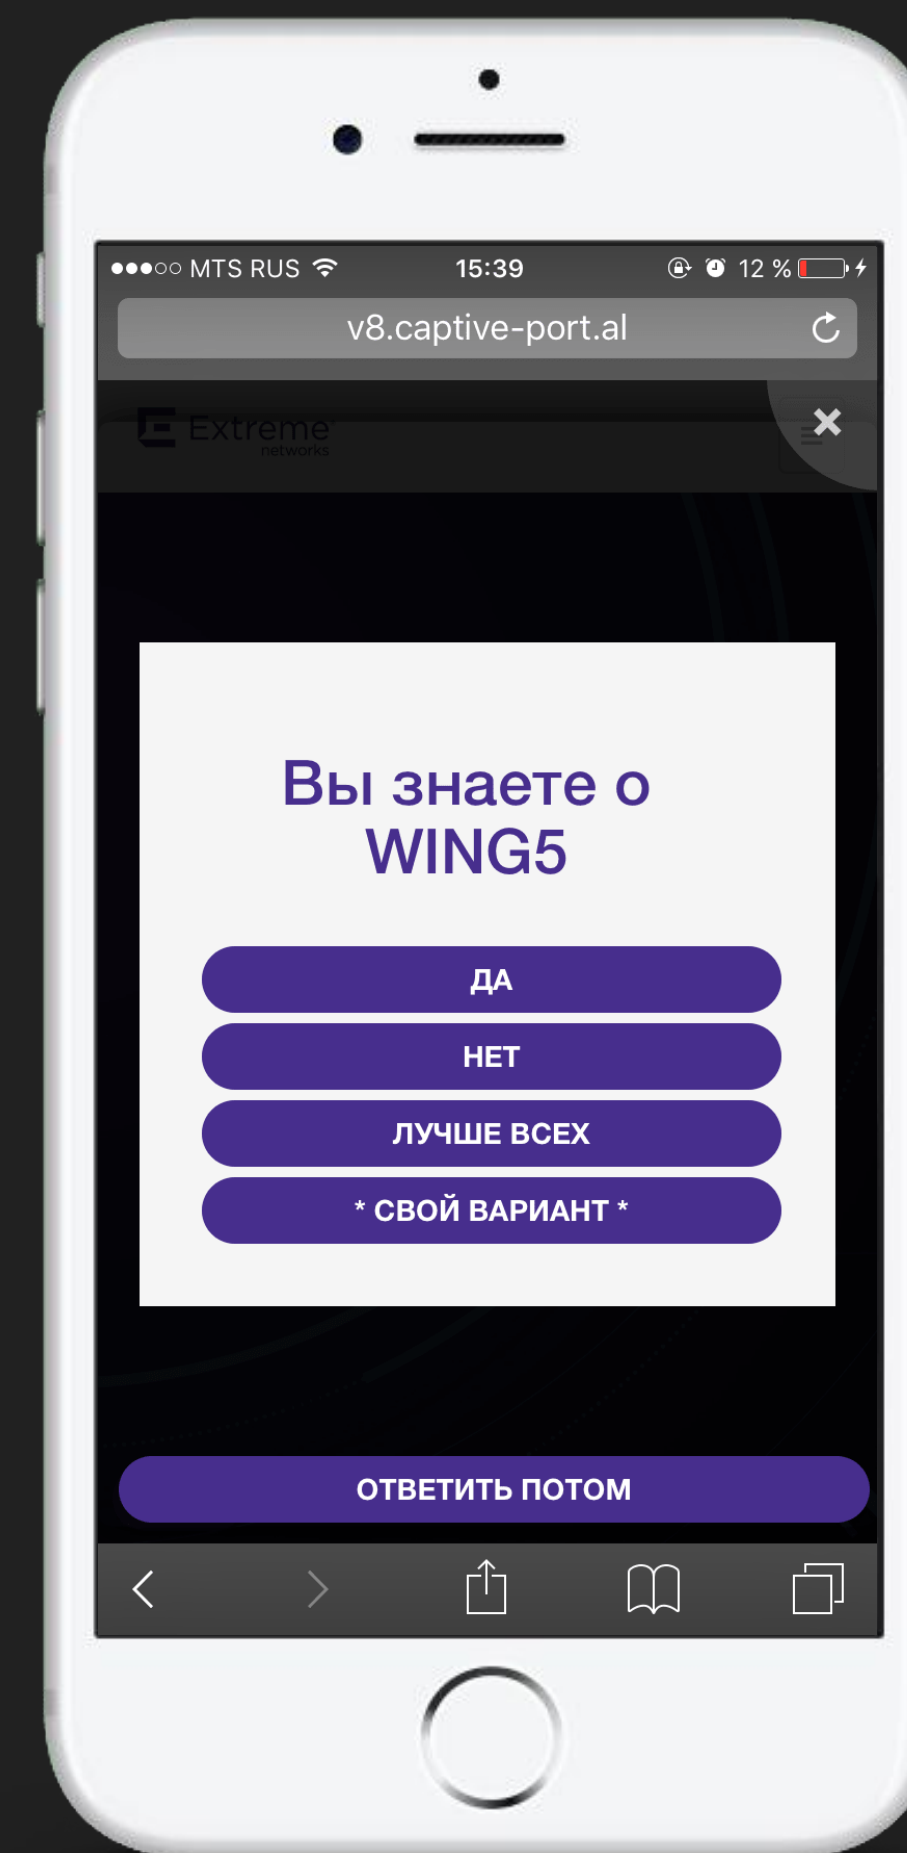 MTS RUS 15:39 12 %
v8.captive-port.al
Extreme
networks
Вы знаете о
WING5
ДА
НЕТ
ЛУЧШЕ ВСЕХ
* СВОЙ ВАРИАНТ *
ОТВЕТИТЬ ПОТОМ